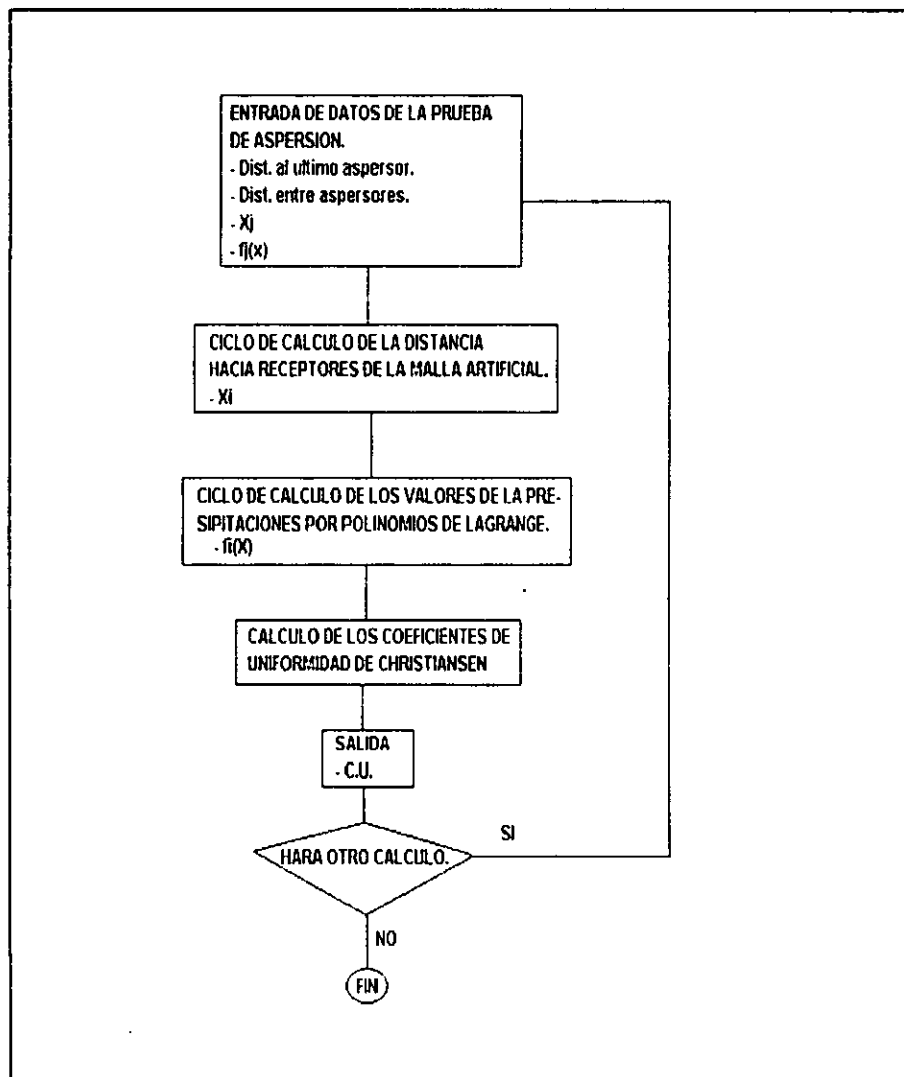 ENTRADA DE DATOS DE LA PRUEBA
DE ASPERSION.
- Dist. al ultimo aspersor.
- Dist. entre aspersores.
- Xj
- fj(x)
CICLO DE CALCULO DE LA DISTANCIA
HACIA RECEPTORES DE LA MALLA ARTIFICIAL.
- Xi
CICLO DE CALCULO DE LOS VALORES DE LA PRE-
SIPITACIONES POR POLINOMIOS DE LAGRANGE.
- fi(X)
CALCULO DE LOS COEFICIENTES DE
UNIFORMIDAD DE CHRISTIANSEN
SALIDA
- C.U.
HARA OTRO CALCULO.
SI
NO
FIN